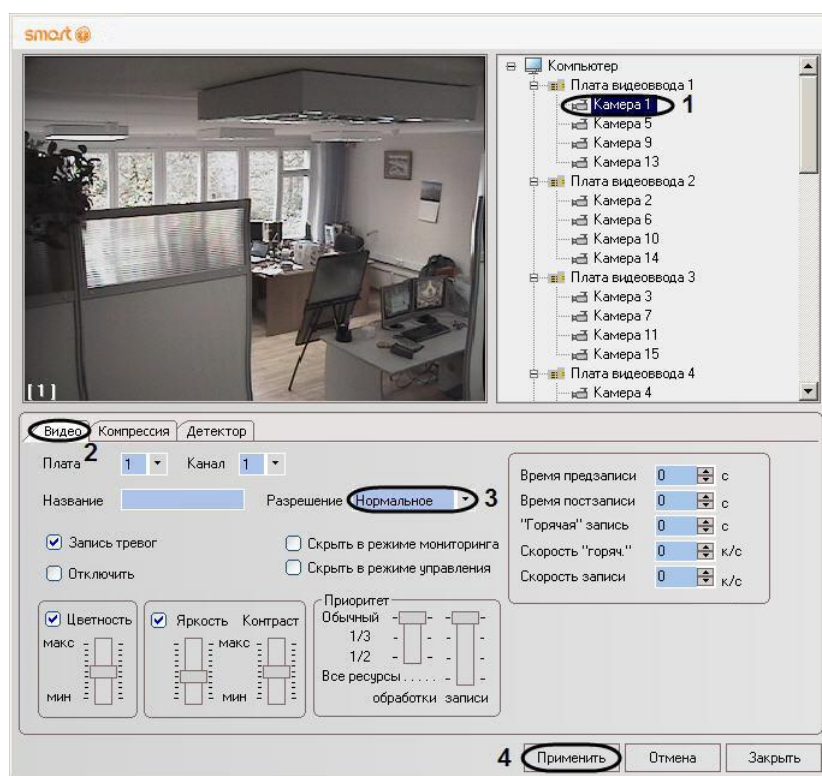 smart
Компьютер
Плата видеоввода 1
Камера 1 1
Камера 5
Камера 9
Камера 13
Плата видеоввода 2
Камера 2
Камера 6
Камера 10
Камера 14
Плата видеоввода 3
Камера 3
Камера 7
Камера 11
Камера 15
Плата видеоввода 4
Камера 4
[1]
Видео Компрессия Детектор
2
Плата 1 Канал 1
Название Разрешение Нормальное 3
Запись тревог
Скрыть в режиме мониторинга
Отключить
Скрыть в режиме управления
Время предзаписи 0 с
Время постзаписи 0 с
"Горячая" запись 0 с
Скорость "горяч." 0 к/с
Скорость записи 0 к/с
Цветность
макс
мин
Яркость Контраст
макс
мин
Приоритет
Обычный
1/3
1/2
Все ресурсы.....
обработки записи
4 Применить Отмена Закрыть